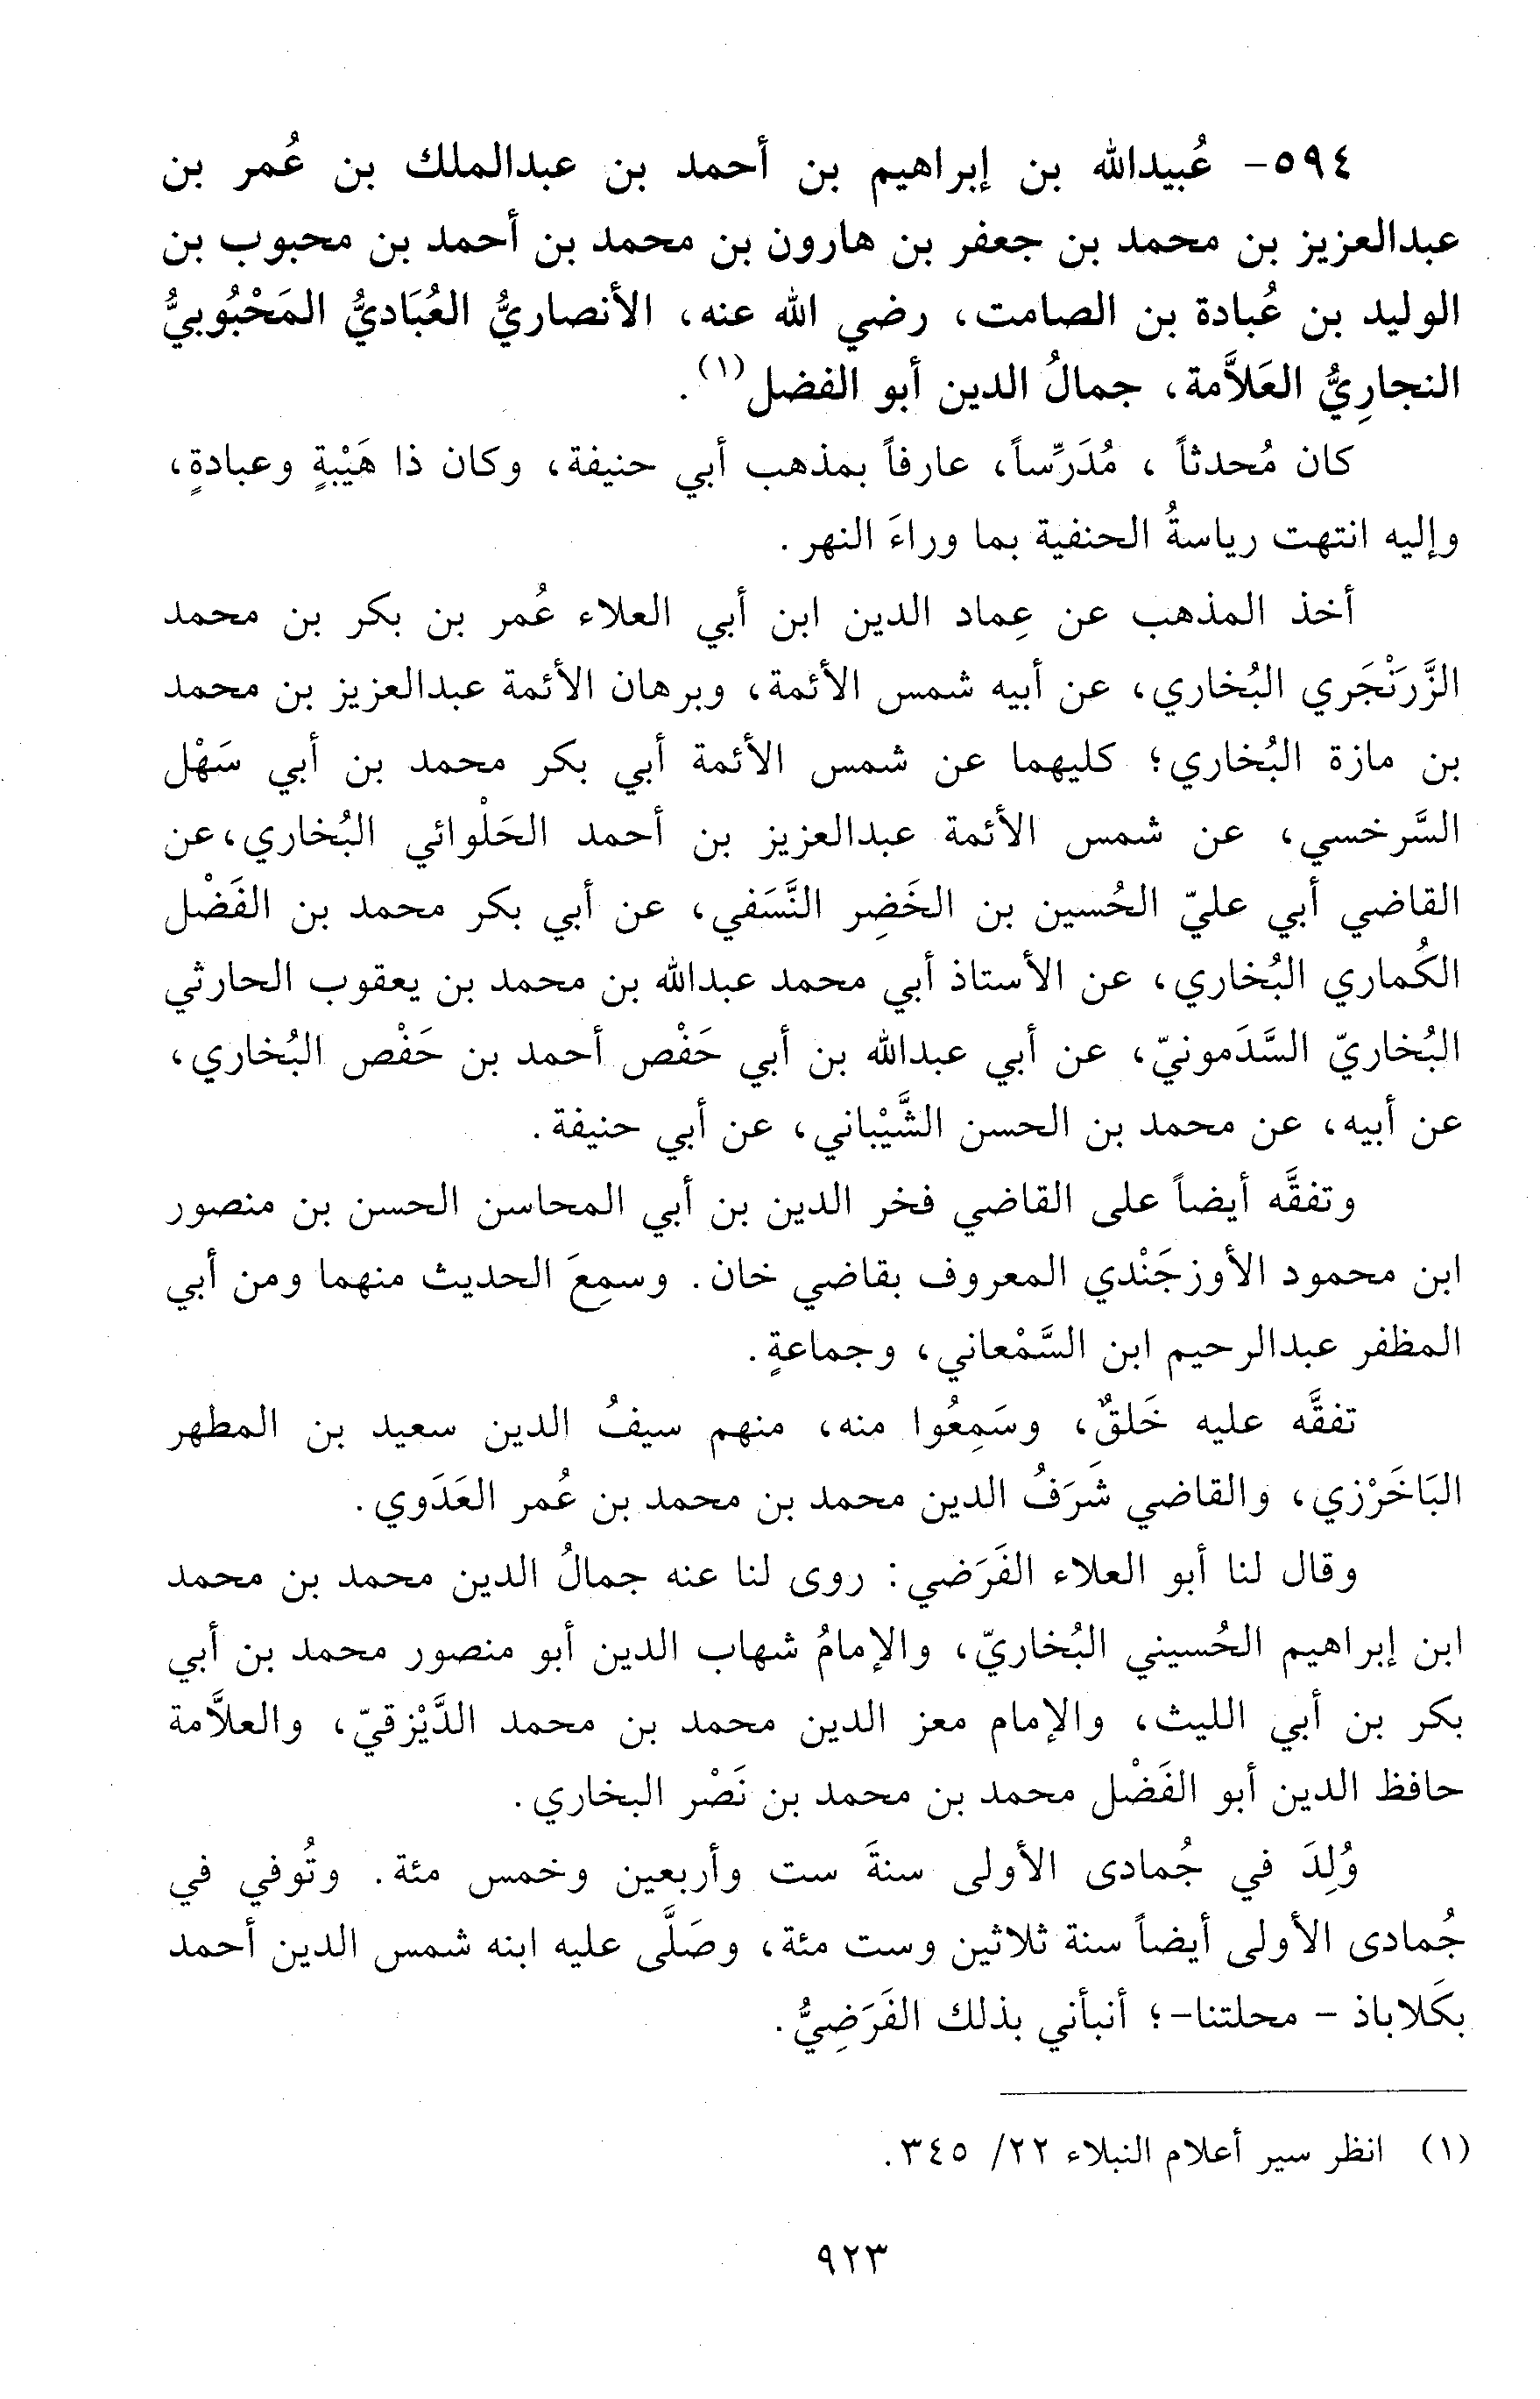 ٥٩٤- عُبيدالله بن إبراهيم بن أحمد بن عبدالملك بن عُمر بن
عبدالعزيز بن محمد بن جعفر بن هارون بن محمد بن أحمد بن محبوب بن
الوليد بن عُبادة بن الصامت، رضي الله عنه، الأنصاريُّ العُبَاديُّ المَحْبُوبيُّ
النجارِيُّ العَلاَّمة، جمالُ الدين أبو الفضل(١).
كان مُحدثاً ، مُدَرِّساً، عارفاً بمذهب أبي حنيفة، وكان ذا هَيْبةٍ وعبادةٍ،
وإليه انتهت رياسةُ الحنفية بما وراءَ النهر.
أخذ المذهب عن عِماد الدين ابن أبي العلاء عُمر بن بكر بن محمد
الزَّرَنْجَري البُخاري، عن أبيه شمس الأئمة، وبرهان الأئمة عبدالعزيز بن محمد
بن مازة البُخاري؛ كليهما عن شمس الأئمة أبي بكر محمد بن أبي سَهْل
السَّرخسي، عن شمس الأئمة عبدالعزيز بن أحمد الحَلْوائي البُخاري،عن
القاضي أبي عليّ الحُسين بن الخَضِر النَّسَفي، عن أبي بكر محمد بن الفَضْل
الكُماري البُخاري، عن الأستاذ أبي محمد عبدالله بن محمد بن يعقوب الحارثي
البُخاريّ السَّدَمونيّ، عن أبي عبدالله بن أبي حَفْص أحمد بن حَفْص البُخاري،
عن أبيه، عن محمد بن الحسن الشَّيْباني، عن أبي حنيفة.
وتفقَّه أيضاً على القاضي فخر الدين بن أبي المحاسن الحسن بن منصور
ابن محمود الأوزجَنْدي المعروف بقاضي خان. وسمِعَ الحديث منهما ومن أبي
المظفر عبدالرحيم ابن السَّمْعاني، وجماعةٍ.
تفقَّه عليه خَلقٌ، وسَمِعُوا منه، منهم سيفُ الدين سعيد بن المطهر
البَاخَرْزي، والقاضي شَرَفُ الدين محمد بن محمد بن عُمر العَدَوي.
وقال لنا أبو العلاء الفَرَضي: روى لنا عنه جمالُ الدين محمد بن محمد
ابن إبراهيم الحُسيني البُخاريّ، والإمامُ شهاب الدين أبو منصور محمد بن أبي
بكر بن أبي الليث، والإمام معز الدين محمد بن محمد الدَّيْزقيّ، والعلاَّمة
حافظ الدين أبو الفَضْل محمد بن محمد بن نَصْر البخاري.
وُلِدَ في جُمادى الأولى سنةَ ست وأربعين وخمس مئة. وتُوفي في
جُمادى الأولى أيضاً سنة ثلاثين وست مئة، وصَلَّى عليه ابنه شمس الدين أحمد
بكَلاباذ - محلتنا-؛ أنبأني بذلك الفَرَضِيُّ.
(١) انظر سير أعلام النبلاء ٢٢/ ٣٤٥.
٩٢٣